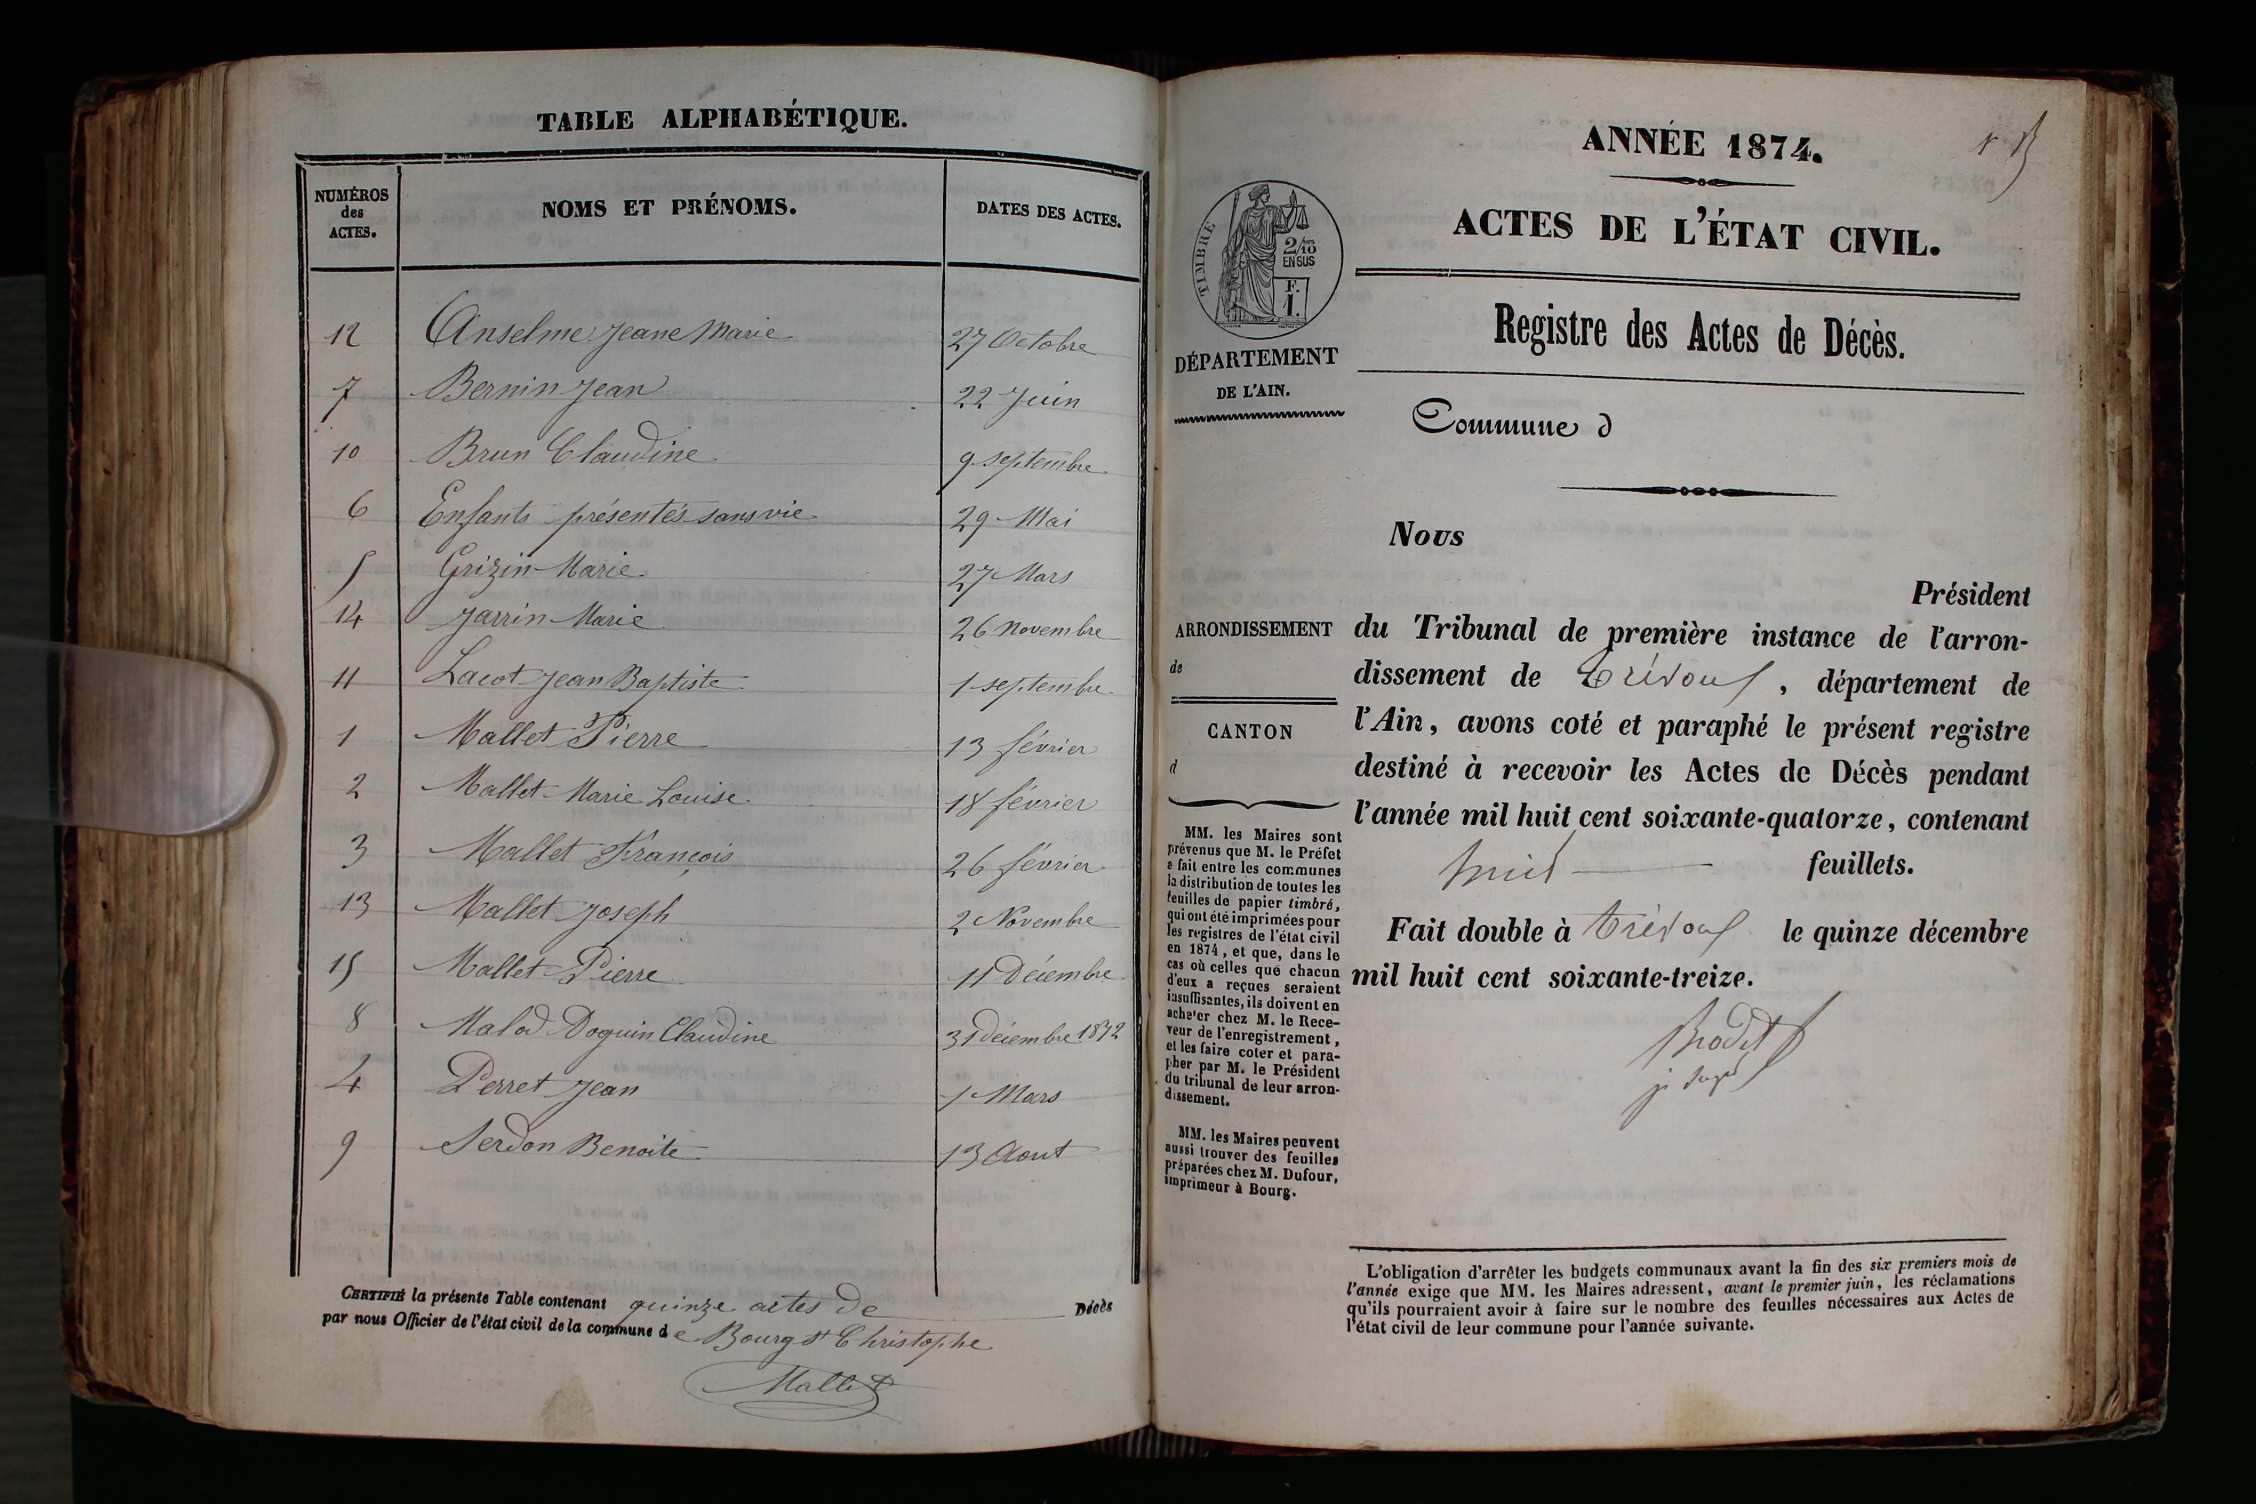 TABLE ALPHABÉTIQUE.
NUMÉROS des ACTES. NOMS ET PRÉNOMS. DATES DES ACTES.
12 Anselme Jeane Marie 27 Octobre
7 Bernin Jean 22 Juin
10 Brun Claudine 9 septembre
6 Enfants présentés sans vie 29 Mai
5 Grizin Marie 27 Mars
14 Jarrin Marie 26 novembre
11 Lacot Jean Baptiste 1 septembre
1 Mallet Pierre 13 février
2 Mallet Marie Louise 18 février
3 Mallet François 26 février
13 Mallet Joseph 2 Novembre
15 Mallet Pierre 11 Décembre
8 Malod Doguin Claudine 31 décembre 1872
4 Perret Jean 1 Mars
9 Serdon Benoite 13 Aout
CERTIFIÉ la présente Table contenant quinze actes de Décès
par nous Officier de l'état civil de la commune de Bourg St Christophe
Mallet
ANNÉE 1874.
ACTES DE L'ÉTAT CIVIL.
TIMBRE
2/10
EN SUS
F.
1.
DÉPARTEMENT
DE L'AIN.
Registre des Actes de Décès.
Commune d
Nous
Président
ARRONDISSEMENT
de
CANTON
d
du Tribunal de première instance de l'arron-
dissement de Trévoux, département de
l'Ain, avons coté et paraphé le présent registre
destiné à recevoir les Actes de Décès pendant
l'année mil huit cent soixante-quatorze, contenant
huit feuillets.
Fait double à Trévoux le quinze décembre
mil huit cent soixante-treize.
MM. les Maires sont
prévenus que M. le Préfet
a fait entre les communes
la distribution de toutes les
feuilles de papier timbré,
qui ont été imprimées pour
les registres de l'état civil
en 1874, et que, dans le
cas où celles que chacun
d'eux a reçues seraient
insuffisantes, ils doivent en
acheter chez M. le Rece-
veur de l'enregistrement,
et les faire coter et para-
pher par M. le Président
du tribunal de leur arron-
dissement.
MM. les Maires peuvent
aussi trouver des feuilles
préparées chez M. Dufour,
imprimeur à Bourg.
L'obligation d'arrêter les budgets communaux avant la fin des six premiers mois de
l'année exige que MM. les Maires adressent, avant le premier juin, les réclamations
qu'ils pourraient avoir à faire sur le nombre des feuilles nécessaires aux Actes de
l'état civil de leur commune pour l'année suivante.